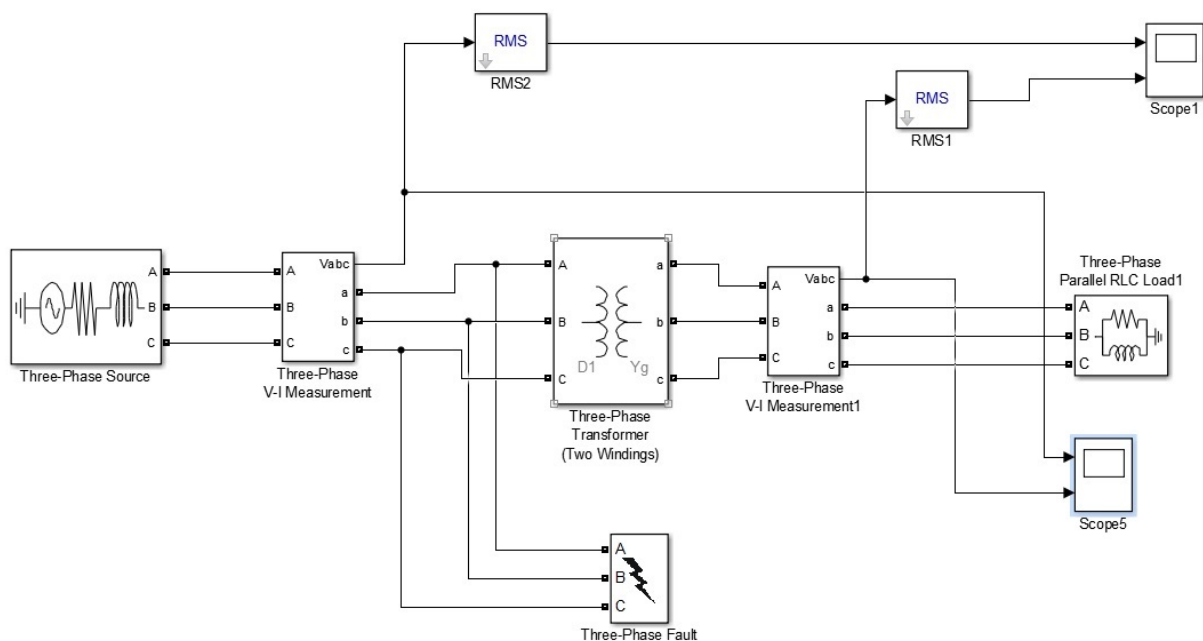 RMS
RMS2
RMS
RMS1
Scope1
A
B
C
Three-Phase Source
A
B
C
Vabc
a
b
c
Three-Phase
V-I Measurement
A
B
C
D1
Yg
a
b
c
Three-Phase
Transformer
(Two Windings)
A
B
C
Vabc
a
b
c
Three-Phase
V-I Measurement1
Three-Phase
Parallel RLC Load1
A
B
C
Scope5
A
B
C
Three-Phase Fault